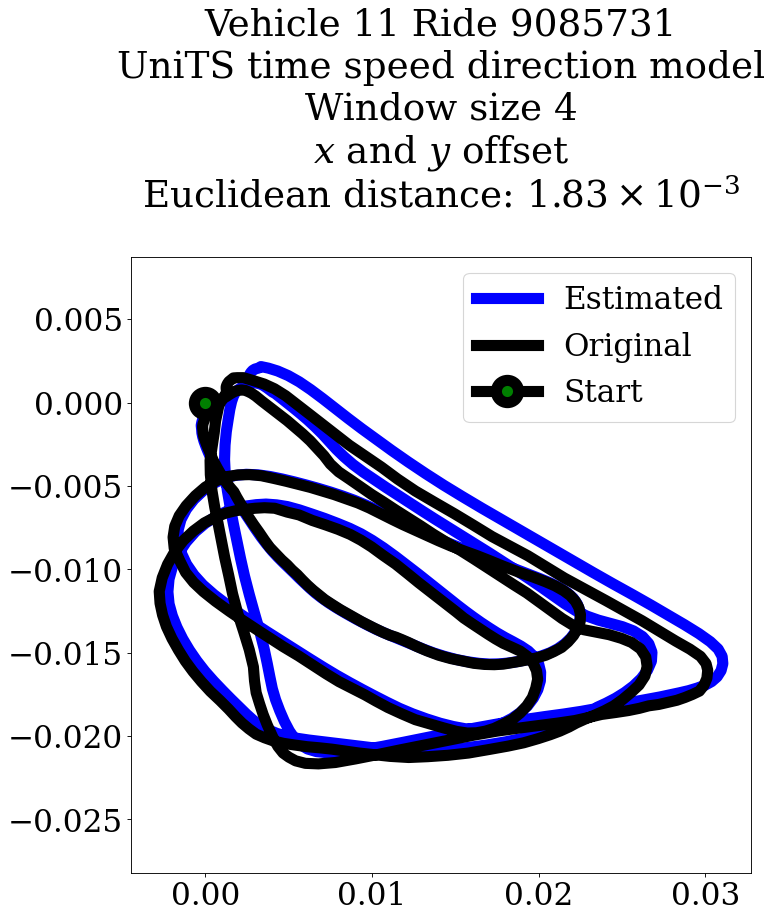 Vehicle 11 Ride 9085731
UniTS time speed direction model
Window size 4
x and y offset
Euclidean distance: 1.83 × 10⁻³
Estimated
Original
Start
0.005
0.000
−0.005
−0.010
−0.015
−0.020
−0.025
0.00 0.01 0.02 0.03